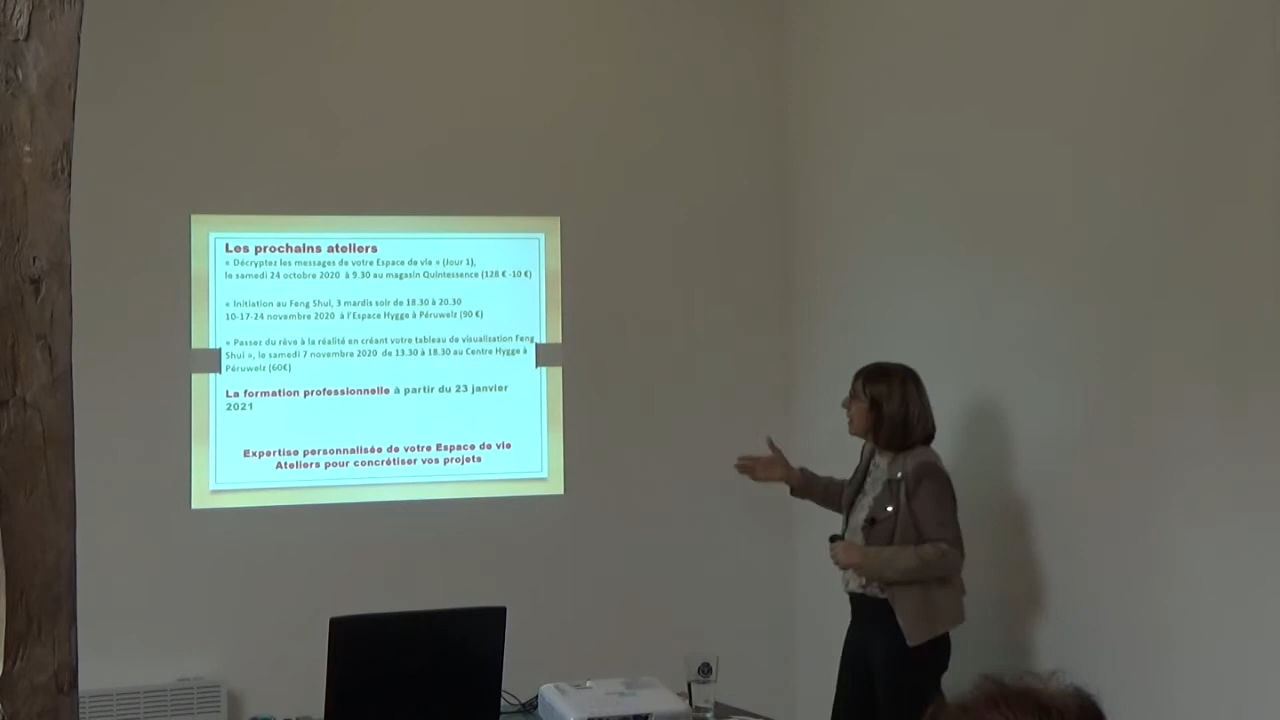 Les prochains ateliers
« Décryptez les messages de votre Espace de vie » (Jour 1),
le samedi 24 octobre 2020 à 9.30 au magasin Quintessence (128 € -10 €)
« Initiation au Feng Shui, 3 mardis soir de 18.30 à 20.30
10-17-24 novembre 2020 à l'Espace Hygge à Péruwelz (90 €)
« Passez du rêve à la réalité en créant votre tableau de visualisation Feng
Shui », le samedi 7 novembre 2020 de 13.30 à 18.30 au Centre Hygge à
Péruwelz (60€)
La formation professionnelle à partir du 23 janvier
2021
Expertise personnalisée de votre Espace de vie
Ateliers pour concrétiser vos projets